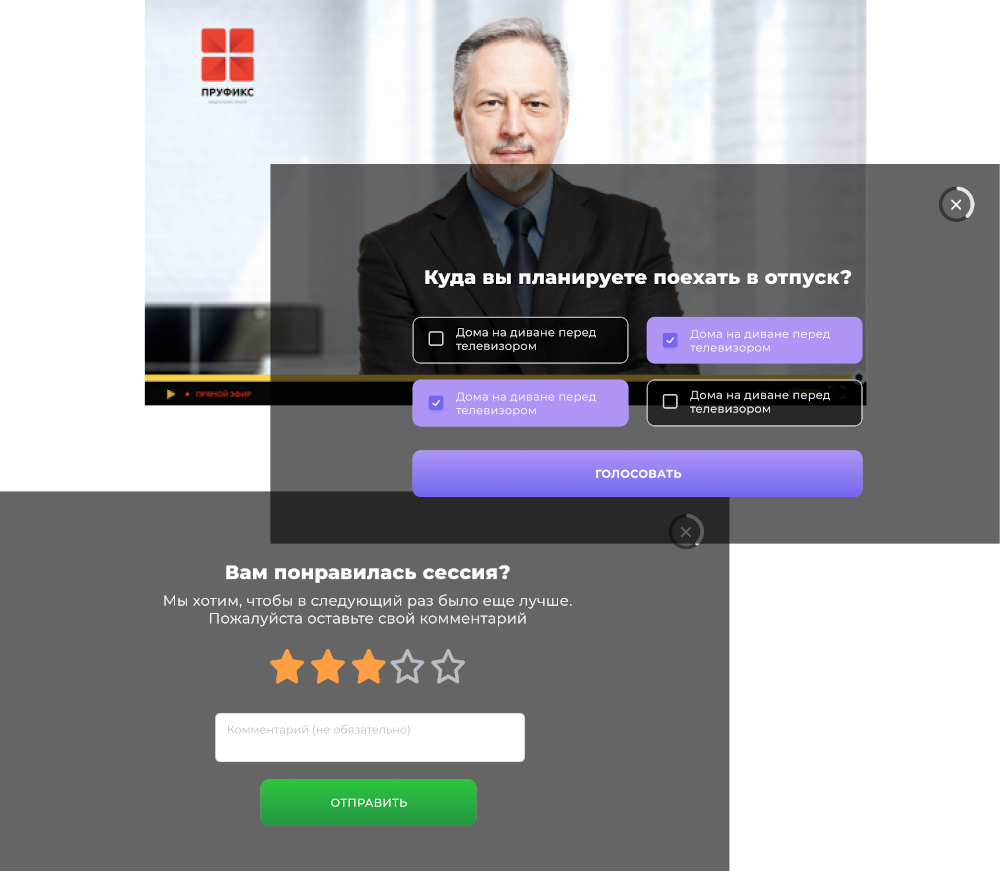 ПРУФИКС
ВИДЕОТРАНСЛЯЦИИ
Куда вы планируете поехать в отпуск?
Дома на диване перед
телевизором
Дома на диване перед
телевизором
Дома на диване перед
телевизором
Дома на диване перед
телевизором
ПРЯМОЙ ЭФИР
ГОЛОСОВАТЬ
Вам понравилась сессия?
Мы хотим, чтобы в следующий раз было еще лучше.
Пожалуйста оставьте свой комментарий
Комментарий (не обязательно)
ОТПРАВИТЬ